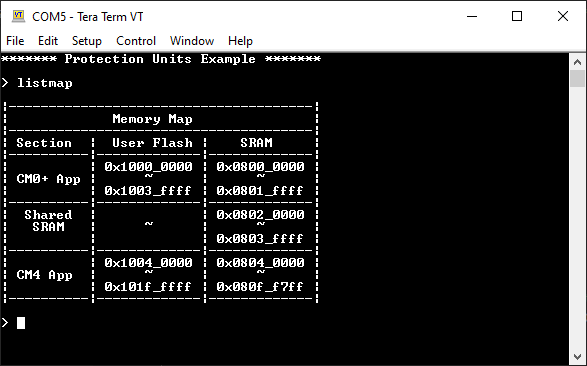 COM5 - Tera Term VT
File Edit Setup Control Window Help
******* Protection Units Example *******
> listmap
|--------------------------------------|
| Memory Map |
|--------------------------------------|
| Section | User Flash | SRAM |
|----------|-------------|-------------|
| CM0+ App | 0x1000_0000 | 0x0800_0000 |
| ~ | ~ |
| 0x1003_ffff | 0x0801_ffff |
|----------|-------------|-------------|
| Shared | | 0x0802_0000 |
| SRAM | ~ | ~ |
| | | 0x0803_ffff |
|----------|-------------|-------------|
| CM4 App | 0x1004_0000 | 0x0804_0000 |
| ~ | ~ |
| 0x101f_ffff | 0x080f_f7ff |
|----------|-------------|-------------|
>